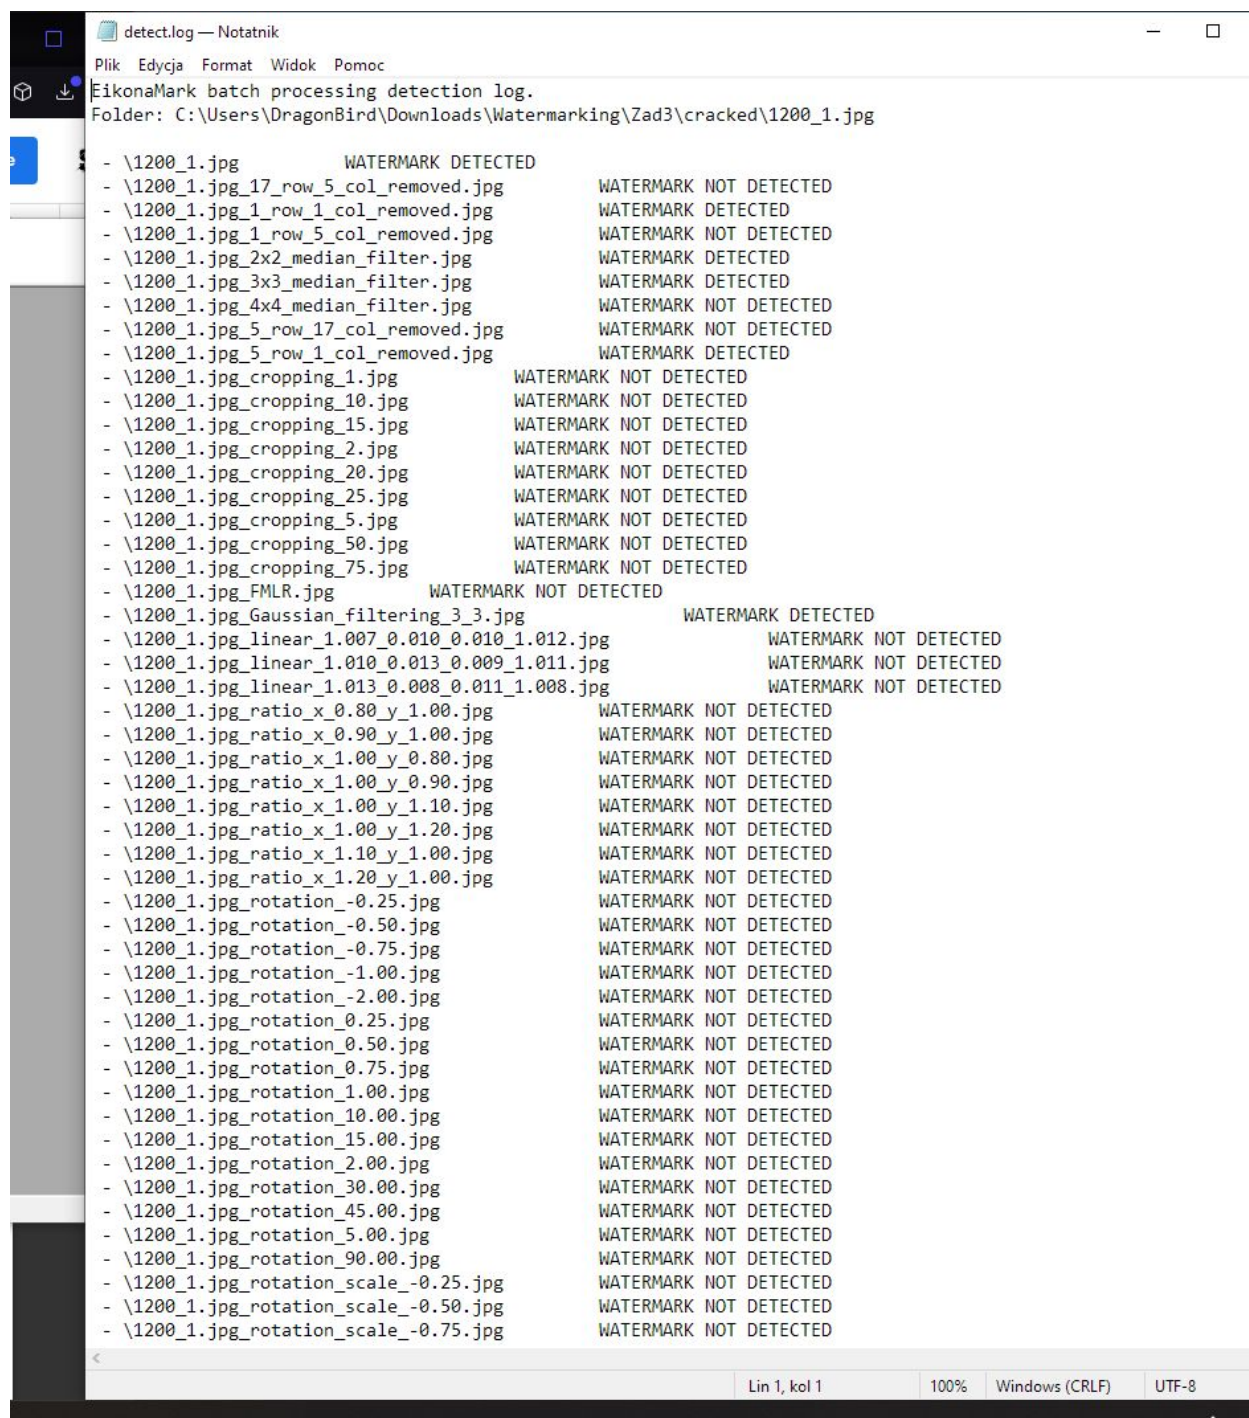 detect.log — Notatnik
Plik Edycja Format Widok Pomoc
EikonaMark batch processing detection log.
Folder: C:\Users\DragonBird\Downloads\Watermarking\Zad3\cracked\1200_1.jpg
- \1200_1.jpg WATERMARK DETECTED
- \1200_1.jpg_17_row_5_col_removed.jpg WATERMARK NOT DETECTED
- \1200_1.jpg_1_row_1_col_removed.jpg WATERMARK DETECTED
- \1200_1.jpg_1_row_5_col_removed.jpg WATERMARK NOT DETECTED
- \1200_1.jpg_2x2_median_filter.jpg WATERMARK DETECTED
- \1200_1.jpg_3x3_median_filter.jpg WATERMARK DETECTED
- \1200_1.jpg_4x4_median_filter.jpg WATERMARK NOT DETECTED
- \1200_1.jpg_5_row_17_col_removed.jpg WATERMARK NOT DETECTED
- \1200_1.jpg_5_row_1_col_removed.jpg WATERMARK DETECTED
- \1200_1.jpg_cropping_1.jpg WATERMARK NOT DETECTED
- \1200_1.jpg_cropping_10.jpg WATERMARK NOT DETECTED
- \1200_1.jpg_cropping_15.jpg WATERMARK NOT DETECTED
- \1200_1.jpg_cropping_2.jpg WATERMARK NOT DETECTED
- \1200_1.jpg_cropping_20.jpg WATERMARK NOT DETECTED
- \1200_1.jpg_cropping_25.jpg WATERMARK NOT DETECTED
- \1200_1.jpg_cropping_5.jpg WATERMARK NOT DETECTED
- \1200_1.jpg_cropping_50.jpg WATERMARK NOT DETECTED
- \1200_1.jpg_cropping_75.jpg WATERMARK NOT DETECTED
- \1200_1.jpg_FMLR.jpg WATERMARK NOT DETECTED
- \1200_1.jpg_Gaussian_filtering_3_3.jpg WATERMARK DETECTED
- \1200_1.jpg_linear_1.007_0.010_0.010_1.012.jpg WATERMARK NOT DETECTED
- \1200_1.jpg_linear_1.010_0.013_0.009_1.011.jpg WATERMARK NOT DETECTED
- \1200_1.jpg_linear_1.013_0.008_0.011_1.008.jpg WATERMARK NOT DETECTED
- \1200_1.jpg_ratio_x_0.80_y_1.00.jpg WATERMARK NOT DETECTED
- \1200_1.jpg_ratio_x_0.90_y_1.00.jpg WATERMARK NOT DETECTED
- \1200_1.jpg_ratio_x_1.00_y_0.80.jpg WATERMARK NOT DETECTED
- \1200_1.jpg_ratio_x_1.00_y_0.90.jpg WATERMARK NOT DETECTED
- \1200_1.jpg_ratio_x_1.00_y_1.10.jpg WATERMARK NOT DETECTED
- \1200_1.jpg_ratio_x_1.00_y_1.20.jpg WATERMARK NOT DETECTED
- \1200_1.jpg_ratio_x_1.10_y_1.00.jpg WATERMARK NOT DETECTED
- \1200_1.jpg_ratio_x_1.20_y_1.00.jpg WATERMARK NOT DETECTED
- \1200_1.jpg_rotation_-0.25.jpg WATERMARK NOT DETECTED
- \1200_1.jpg_rotation_-0.50.jpg WATERMARK NOT DETECTED
- \1200_1.jpg_rotation_-0.75.jpg WATERMARK NOT DETECTED
- \1200_1.jpg_rotation_-1.00.jpg WATERMARK NOT DETECTED
- \1200_1.jpg_rotation_-2.00.jpg WATERMARK NOT DETECTED
- \1200_1.jpg_rotation_0.25.jpg WATERMARK NOT DETECTED
- \1200_1.jpg_rotation_0.50.jpg WATERMARK NOT DETECTED
- \1200_1.jpg_rotation_0.75.jpg WATERMARK NOT DETECTED
- \1200_1.jpg_rotation_1.00.jpg WATERMARK NOT DETECTED
- \1200_1.jpg_rotation_10.00.jpg WATERMARK NOT DETECTED
- \1200_1.jpg_rotation_15.00.jpg WATERMARK NOT DETECTED
- \1200_1.jpg_rotation_2.00.jpg WATERMARK NOT DETECTED
- \1200_1.jpg_rotation_30.00.jpg WATERMARK NOT DETECTED
- \1200_1.jpg_rotation_45.00.jpg WATERMARK NOT DETECTED
- \1200_1.jpg_rotation_5.00.jpg WATERMARK NOT DETECTED
- \1200_1.jpg_rotation_90.00.jpg WATERMARK NOT DETECTED
- \1200_1.jpg_rotation_scale_-0.25.jpg WATERMARK NOT DETECTED
- \1200_1.jpg_rotation_scale_-0.50.jpg WATERMARK NOT DETECTED
- \1200_1.jpg_rotation_scale_-0.75.jpg WATERMARK NOT DETECTED
Lin 1, kol 1 100% Windows (CRLF) UTF-8